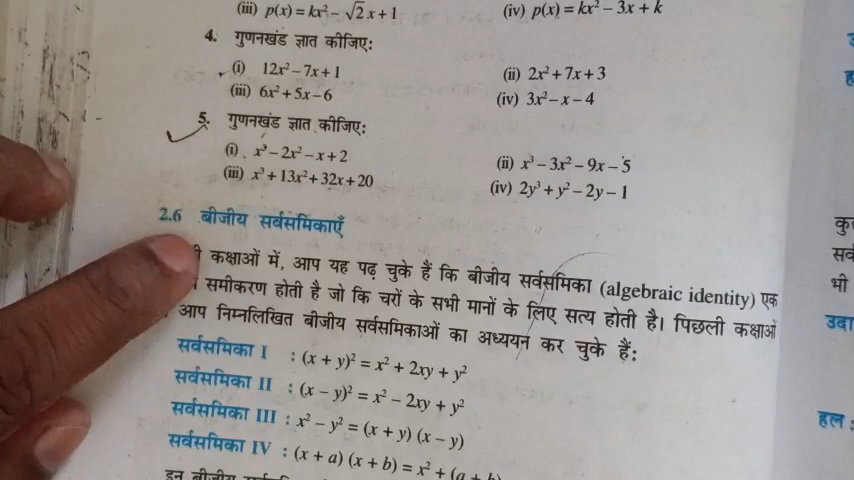 (iii) p(x) = kx² – √2 x + 1 (iv) p(x) = kx² – 3x + k
4. गुणनखंड ज्ञात कीजिए:
(i) 12x² – 7x + 1 (ii) 2x² + 7x + 3
(iii) 6x² + 5x – 6 (iv) 3x² – x – 4
5. गुणनखंड ज्ञात कीजिए:
(i) x³ – 2x² – x + 2 (ii) x³ – 3x² – 9x – 5
(iii) x³ + 13x² + 32x + 20 (iv) 2y³ + y² – 2y – 1
2.6 बीजीय सर्वसमिकाएँ
कक्षाओं में, आप यह पढ़ चुके हैं कि बीजीय सर्वसमिका (algebraic identity) एक
समीकरण होती है जो कि चरों के सभी मानों के लिए सत्य होती है। पिछली कक्षाओं
आप निम्नलिखित बीजीय सर्वसमिकाओं का अध्ययन कर चुके हैं:
सर्वसमिका I : (x + y)² = x² + 2xy + y²
सर्वसमिका II : (x – y)² = x² – 2xy + y²
सर्वसमिका III : x² – y² = (x + y) (x – y)
सर्वसमिका IV : (x + a) (x + b) = x² + (a + b)
इन बीजीय
भी
उदा
हल :